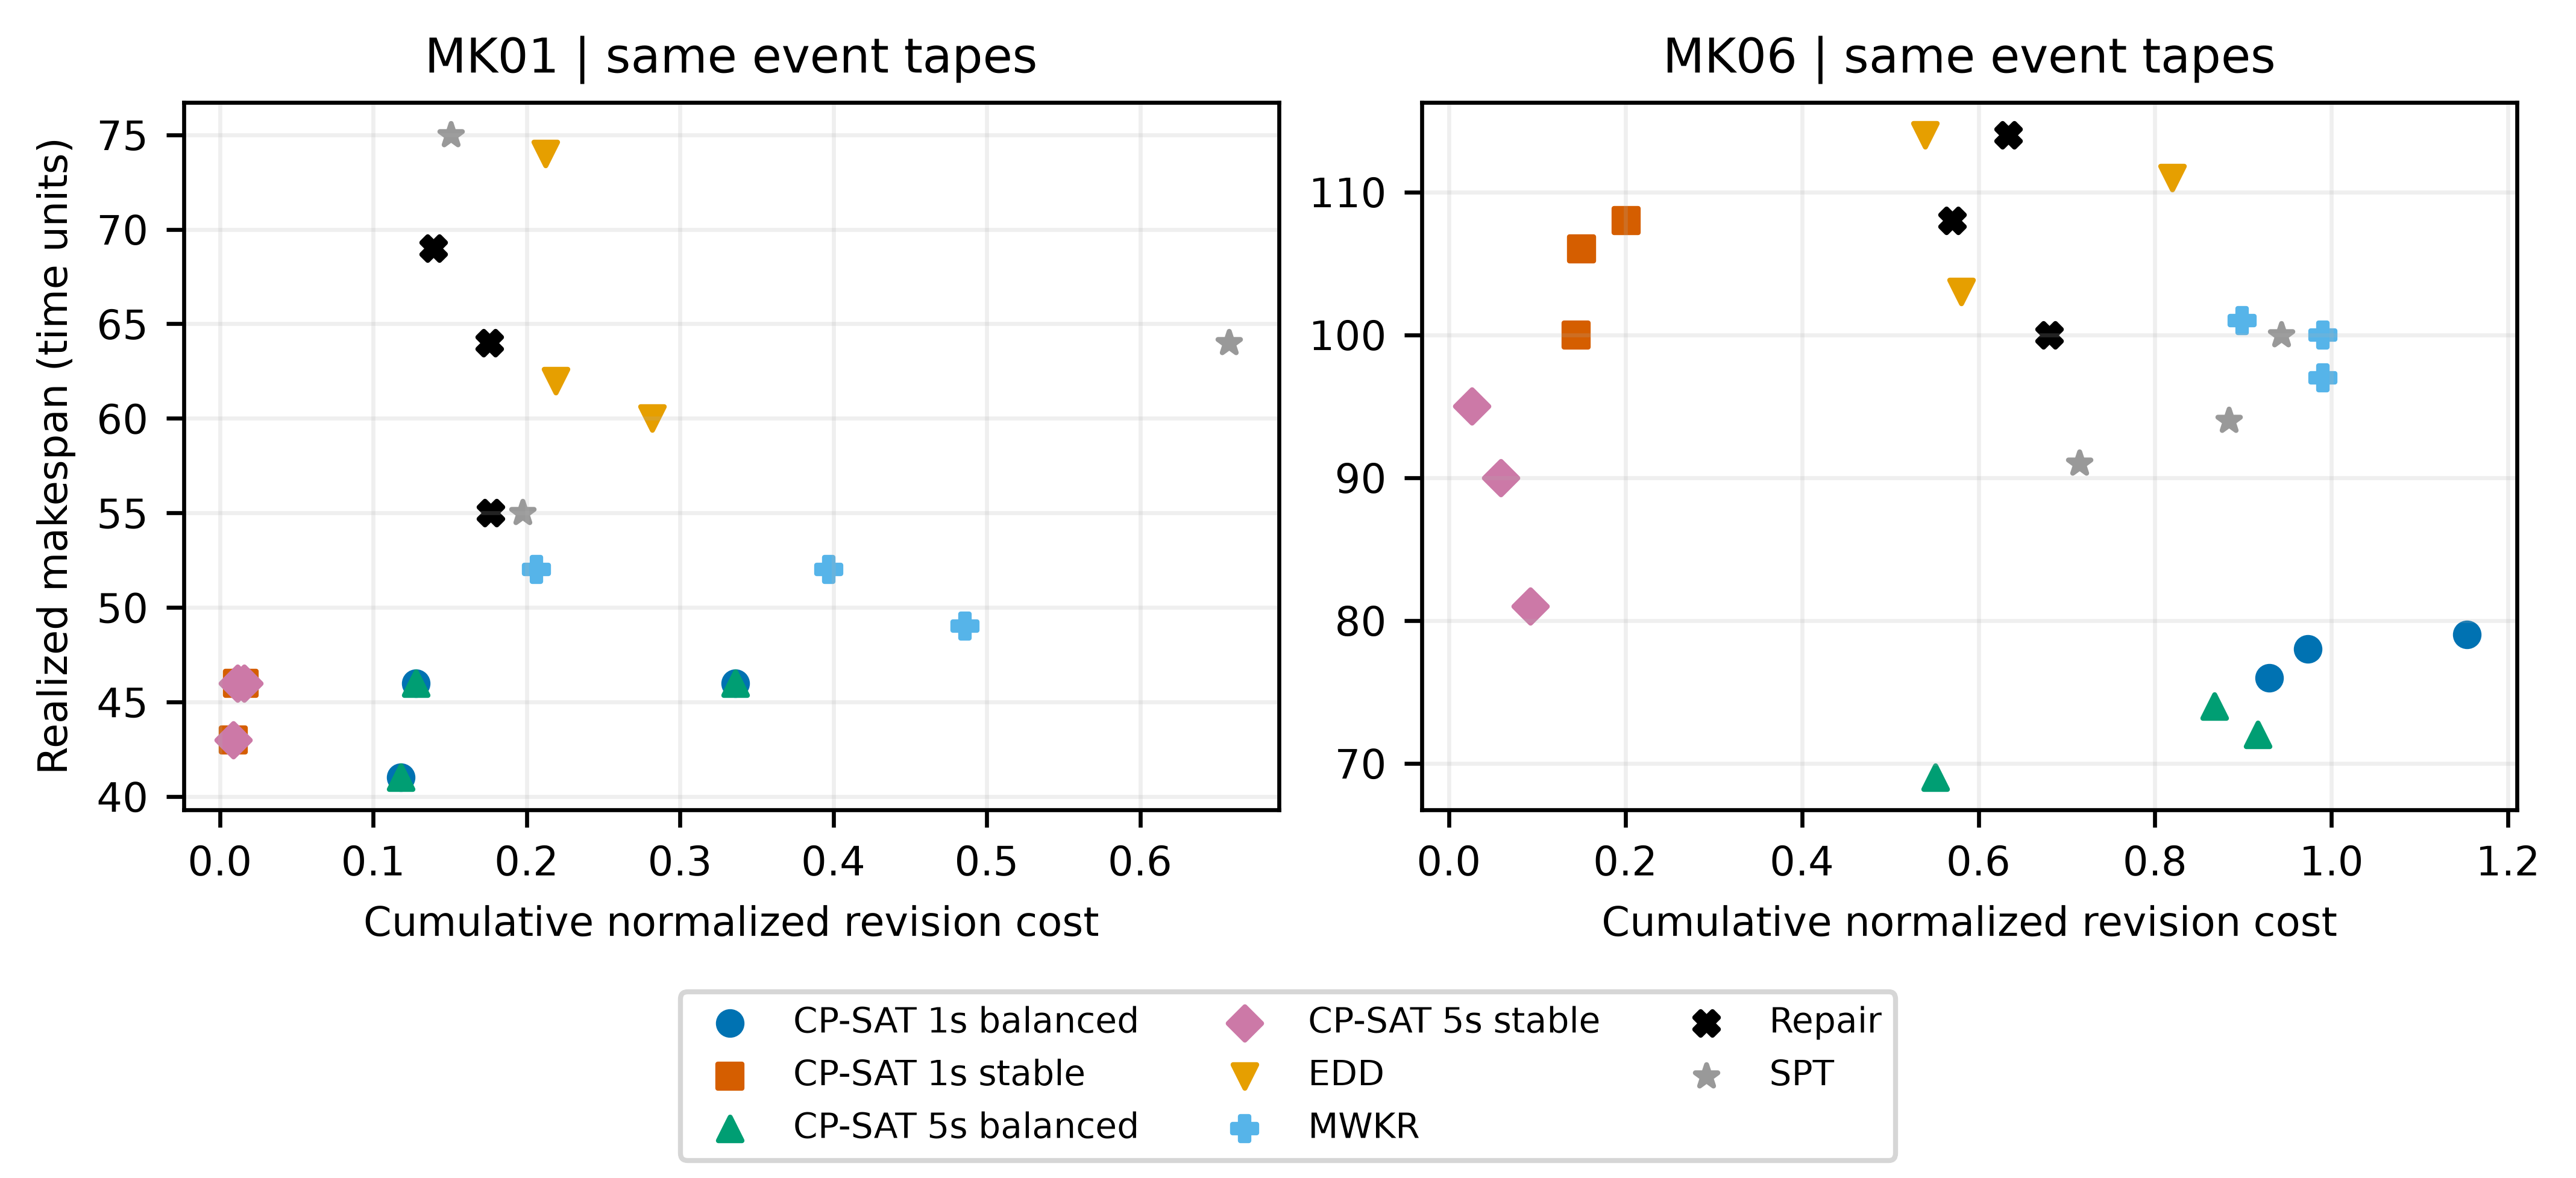 MK01 | same event tapes
MK06 | same event tapes
Realized makespan (time units)
75
70
65
60
55
50
45
40
0.0 0.1 0.2 0.3 0.4 0.5 0.6
Cumulative normalized revision cost
110
100
90
80
70
0.0 0.2 0.4 0.6 0.8 1.0 1.2
Cumulative normalized revision cost
CP-SAT 1s balanced
CP-SAT 1s stable
CP-SAT 5s balanced
CP-SAT 5s stable
EDD
MWKR
Repair
SPT